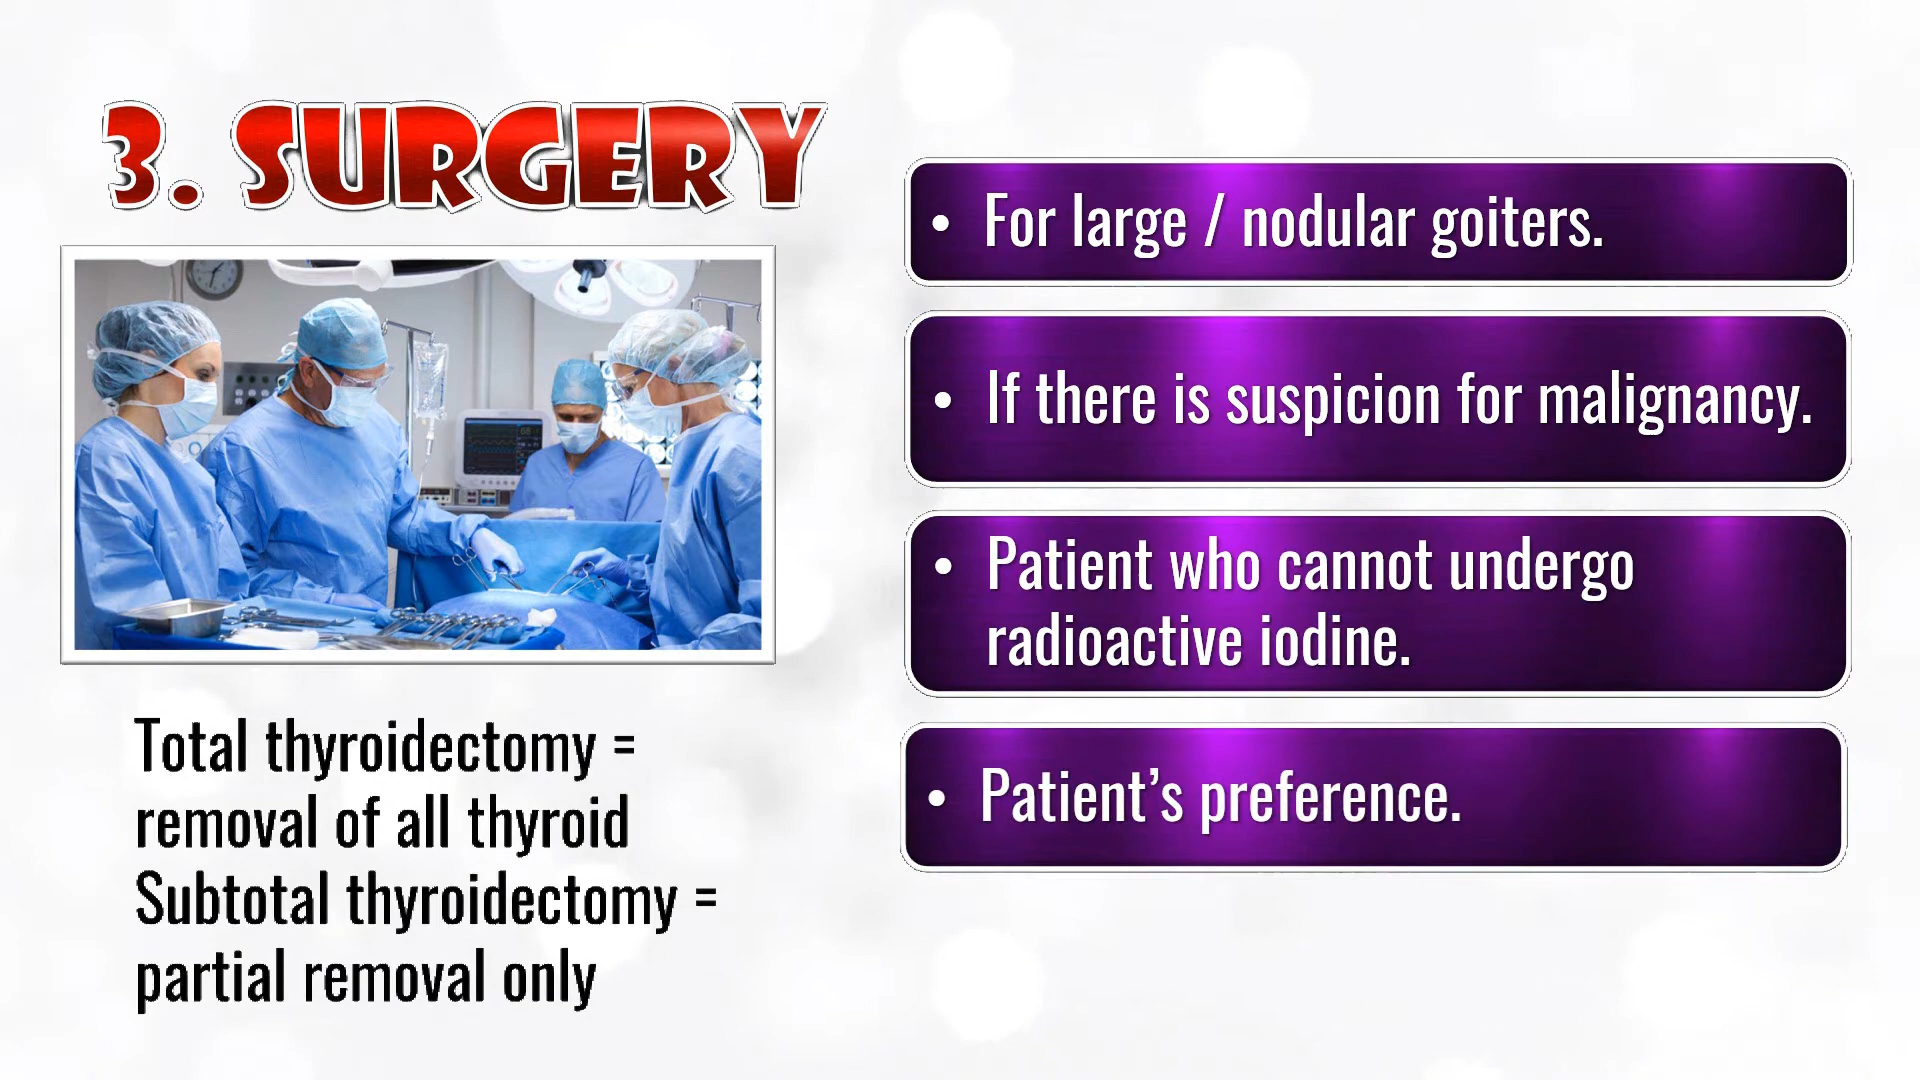 3. SURGERY
Total thyroidectomy =
removal of all thyroid
Subtotal thyroidectomy =
partial removal only
• For large / nodular goiters.
• If there is suspicion for malignancy.
• Patient who cannot undergo
radioactive iodine.
• Patient’s preference.